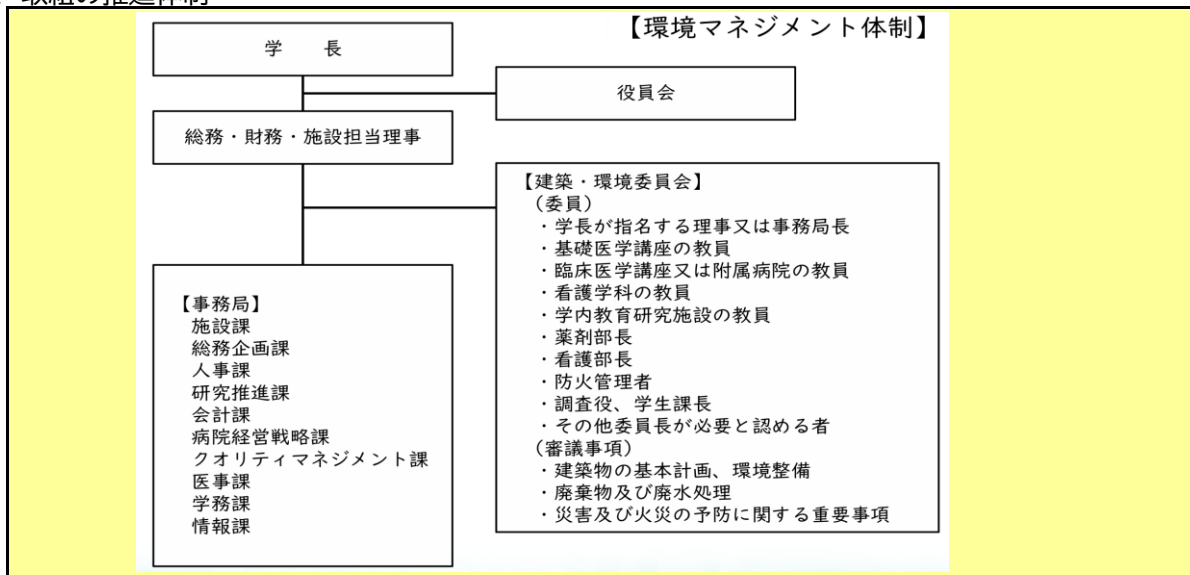 取組の推進体制
【環境マネジメント体制】
学　　長
役員会
総務・財務・施設担当理事
【建築・環境委員会】
（委員）
・学長が指名する理事又は事務局長
・基礎医学講座の教員
・臨床医学講座又は附属病院の教員
・看護学科の教員
・学内教育研究施設の教員
・薬剤部長
・看護部長
・防火管理者
・調査役、学生課長
・その他委員長が必要と認める者
（審議事項）
・建築物の基本計画、環境整備
・廃棄物及び廃水処理
・災害及び火災の予防に関する重要事項
【事務局】
施設課
総務企画課
人事課
研究推進課
会計課
病院経営戦略課
クオリティマネジメント課
医事課
学務課
情報課